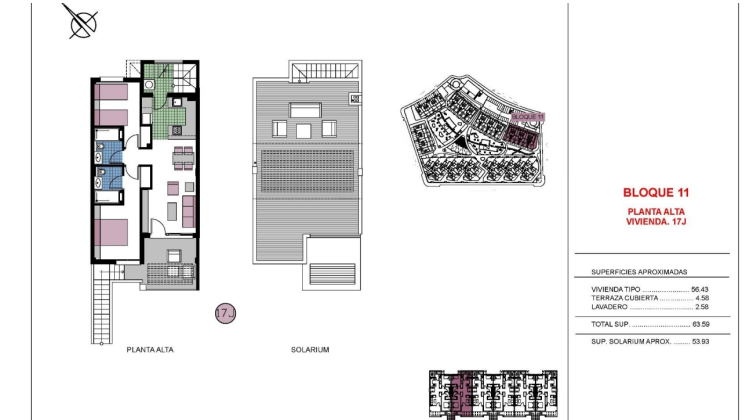 BLOQUE 11
BLOQUE 11
PLANTA ALTA
VIVIENDA. 17J
SUPERFICIES APROXIMADAS
VIVIENDA TIPO .................. 56.43
TERRAZA CUBIERTA ............. 4.58
LAVADERO ........................ 2.58
TOTAL SUP. ........................ 63.59
SUP. SOLARIUM APROX. ........ 53.93
17J
PLANTA ALTA
SOLARIUM